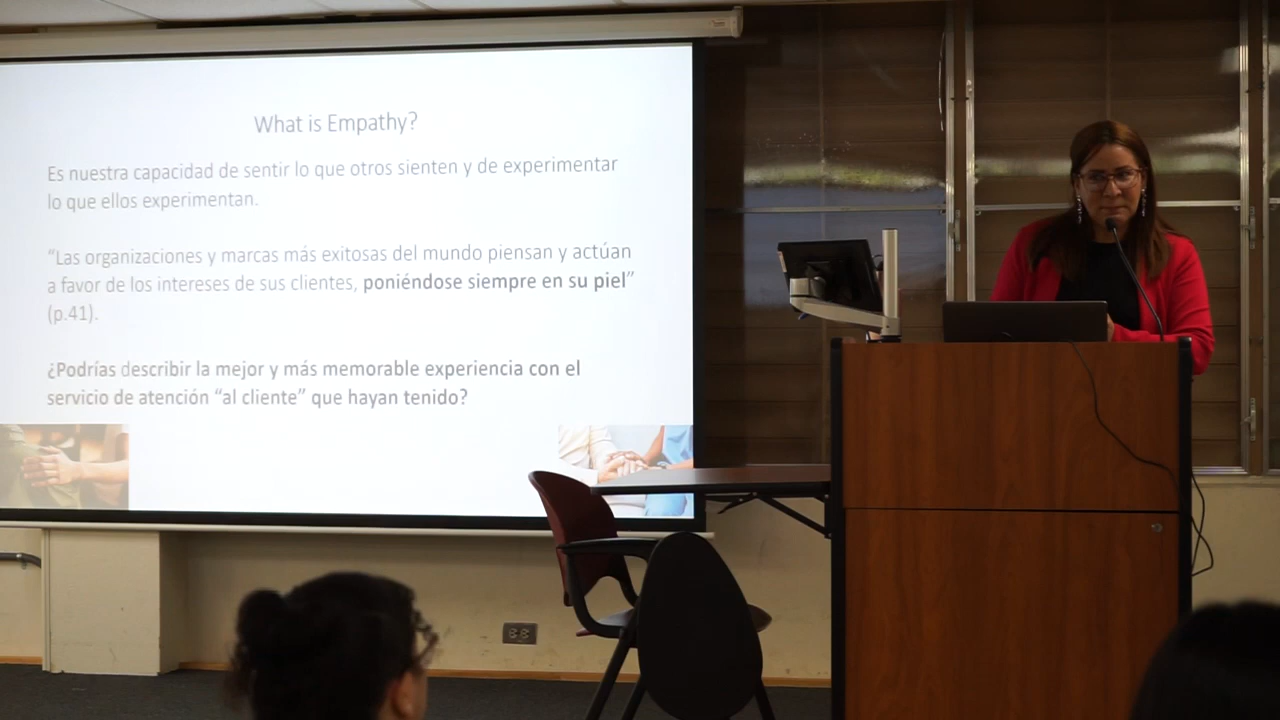 What is Empathy?
Es nuestra capacidad de sentir lo que otros sienten y de experimentar
lo que ellos experimentan.
“Las organizaciones y marcas más exitosas del mundo piensan y actúan
a favor de los intereses de sus clientes, poniéndose siempre en su piel”
(p.41).
¿Podrías describir la mejor y más memorable experiencia con el
servicio de atención “al cliente” que hayan tenido?